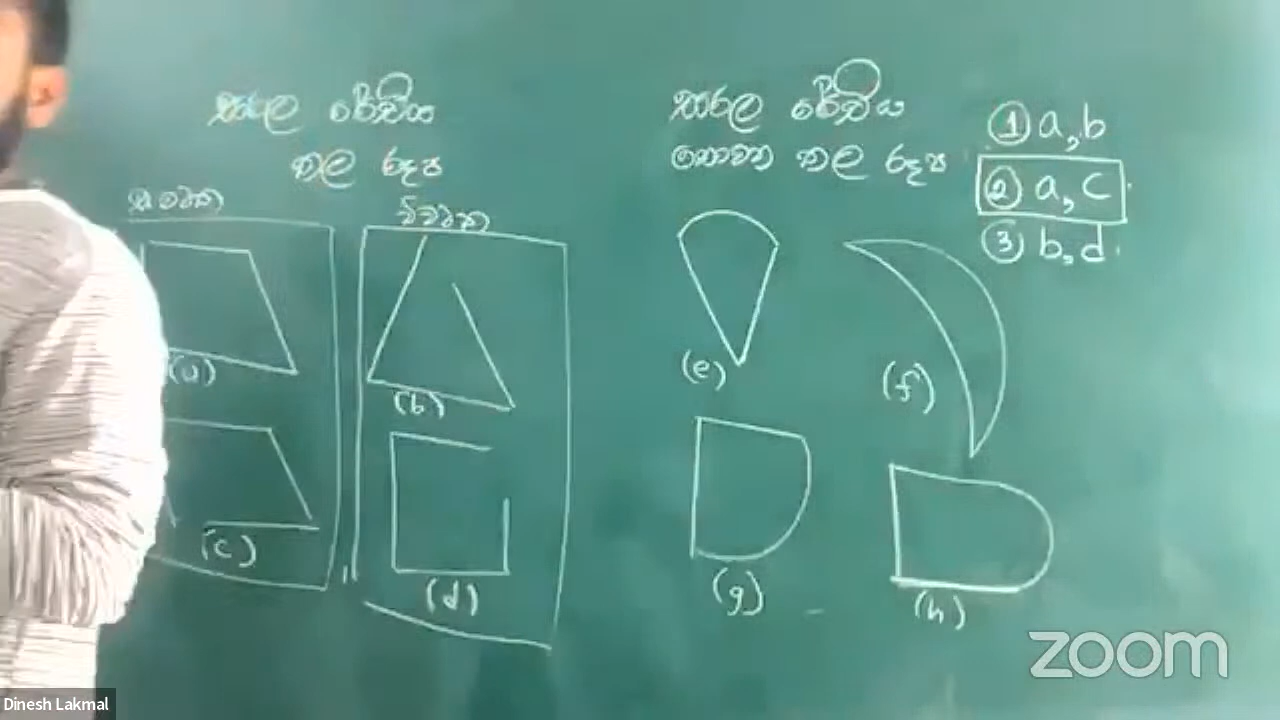 සරල රේඛීය
තල රූප
සංවෘත
විවෘත
(a)
(b)
(c)
(d)
සරල රේඛීය
නොවන තල රූප
(e)
(f)
(g)
(h)
① a, b
② a, c
③ b, d
zoom
Dinesh Lakmal